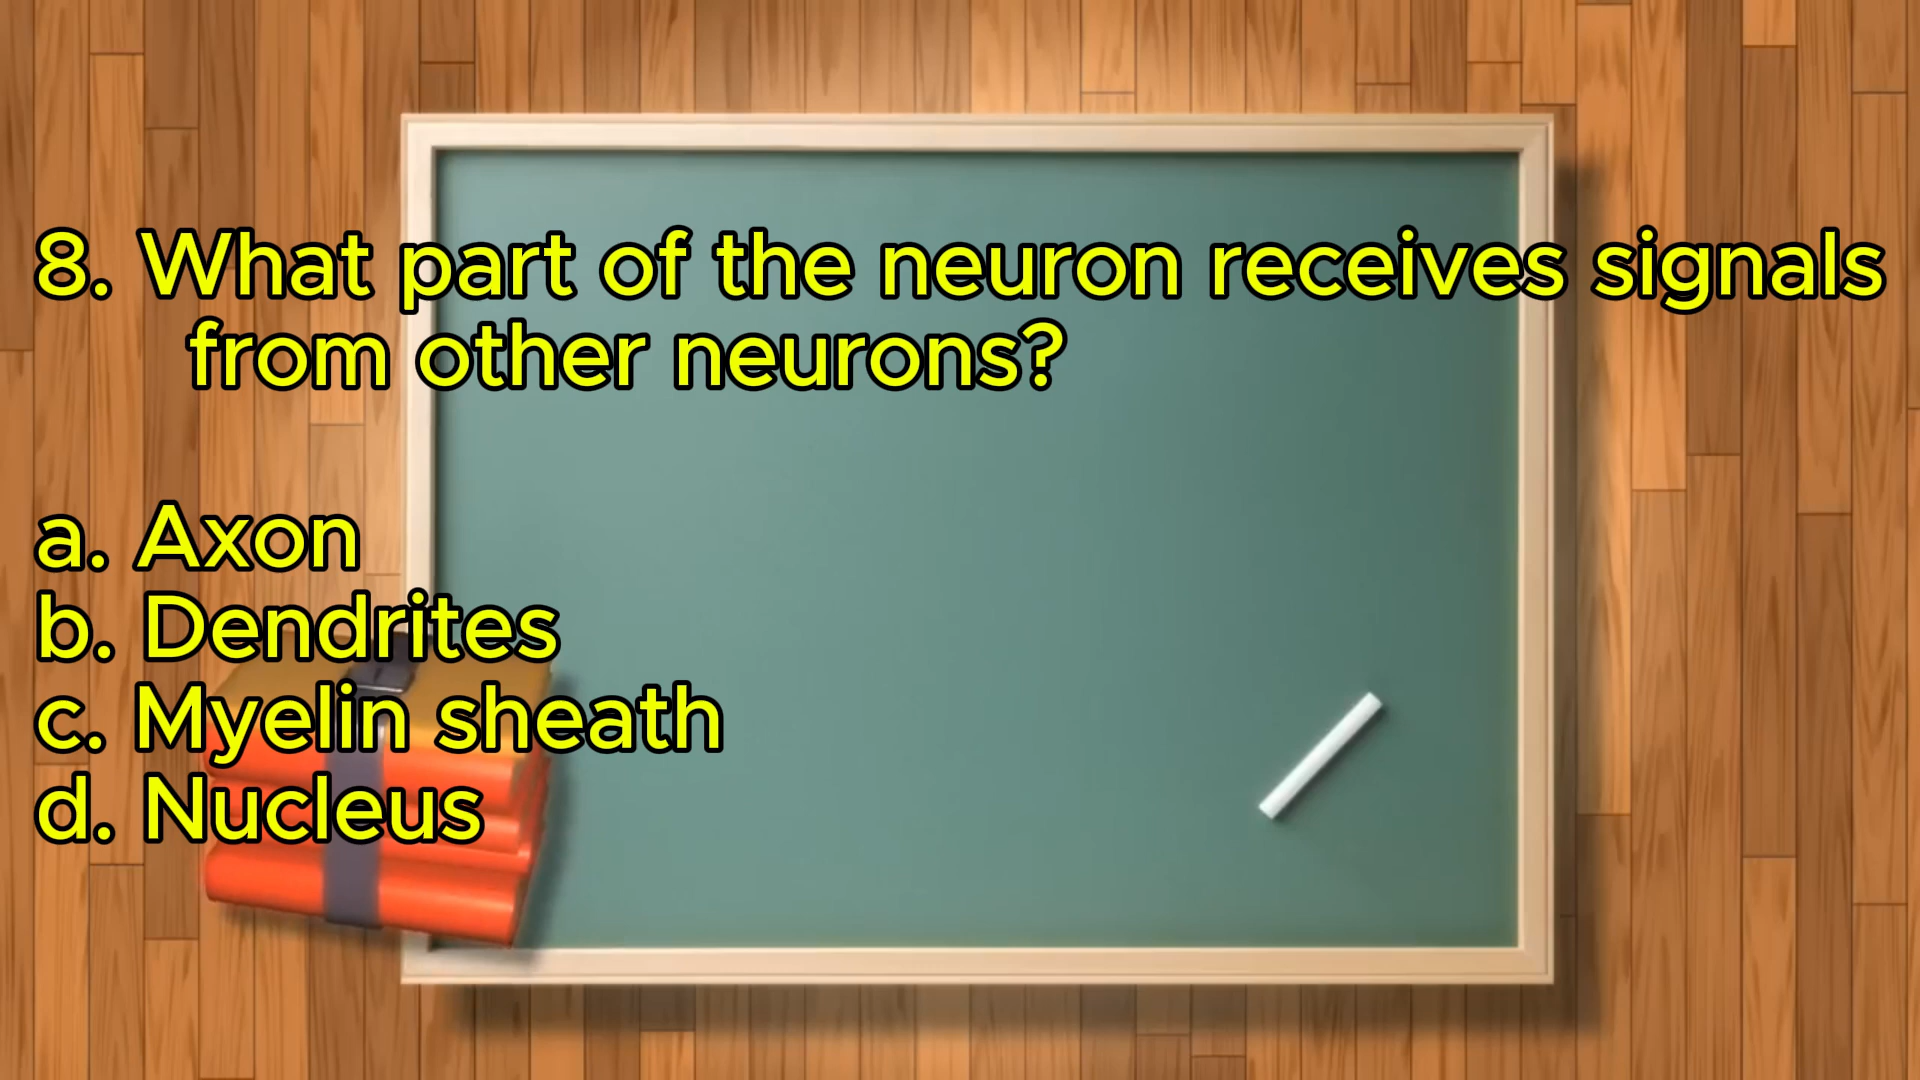 8. What part of the neuron receives signals
from other neurons?
a. Axon
b. Dendrites
c. Myelin sheath
d. Nucleus